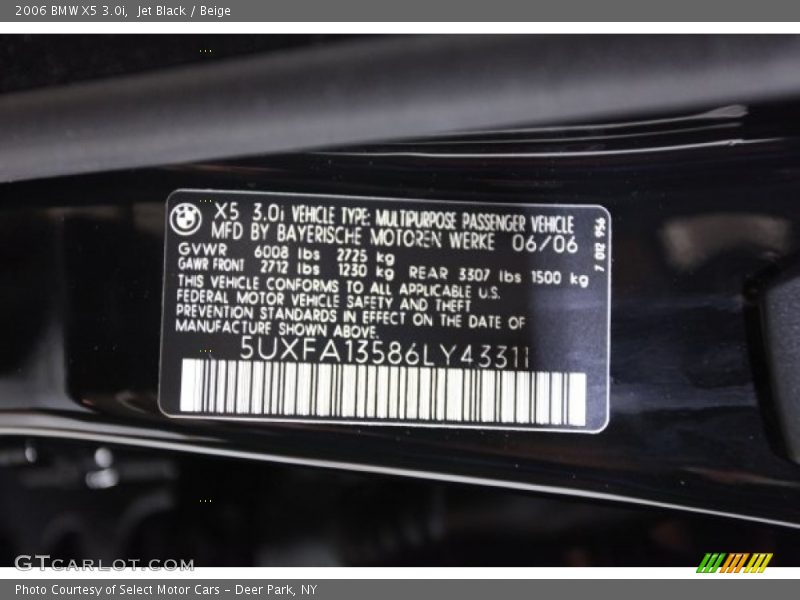 2006 BMW X5 3.0i, Jet Black / Beige
X5 3.0i VEHICLE TYPE: MULTIPURPOSE PASSENGER VEHICLE
MFD BY BAYERISCHE MOTOREN WERKE 06/06
GVWR 6008 lbs 2725 kg
GAWR FRONT 2712 lbs 1230 kg REAR 3307 lbs 1500 kg
THIS VEHICLE CONFORMS TO ALL APPLICABLE U.S.
FEDERAL MOTOR VEHICLE SAFETY AND THEFT
PREVENTION STANDARDS IN EFFECT ON THE DATE OF
MANUFACTURE SHOWN ABOVE.
5UXFA13586LY43311
7 012 956
GTCARLOT.COM
Photo Courtesy of Select Motor Cars - Deer Park, NY